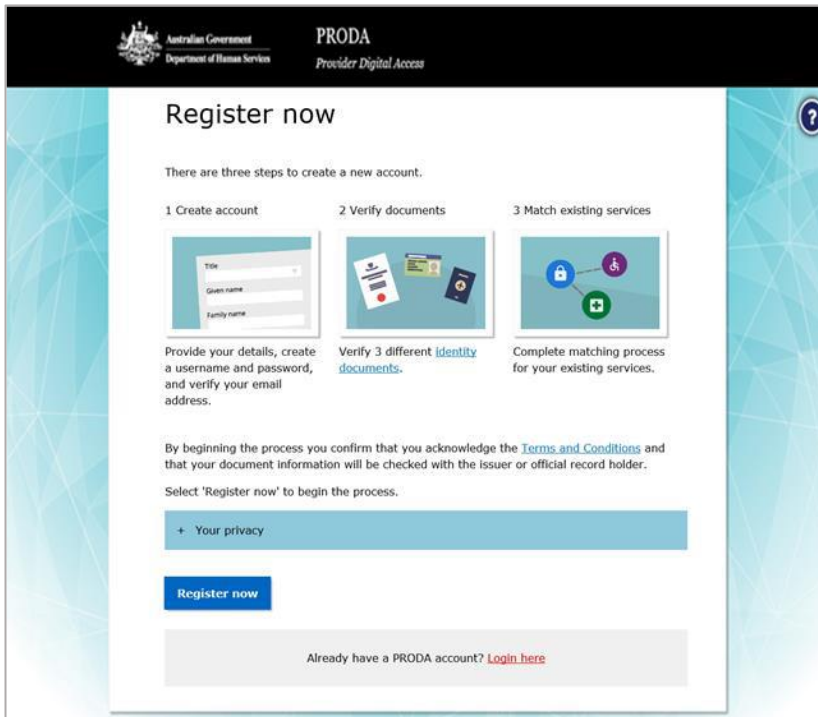 Australian Government
Department of Human Services
PRODA
Provider Digital Access
Register now
?
There are three steps to create a new account.
1 Create account
2 Verify documents
3 Match existing services
Title
Given name
Family name
Provide your details, create
a username and password,
and verify your email
address.
Verify 3 different identity
documents.
Complete matching process
for your existing services.
By beginning the process you confirm that you acknowledge the Terms and Conditions and
that your document information will be checked with the issuer or official record holder.
Select 'Register now' to begin the process.
+ Your privacy
Register now
Already have a PRODA account? Login here